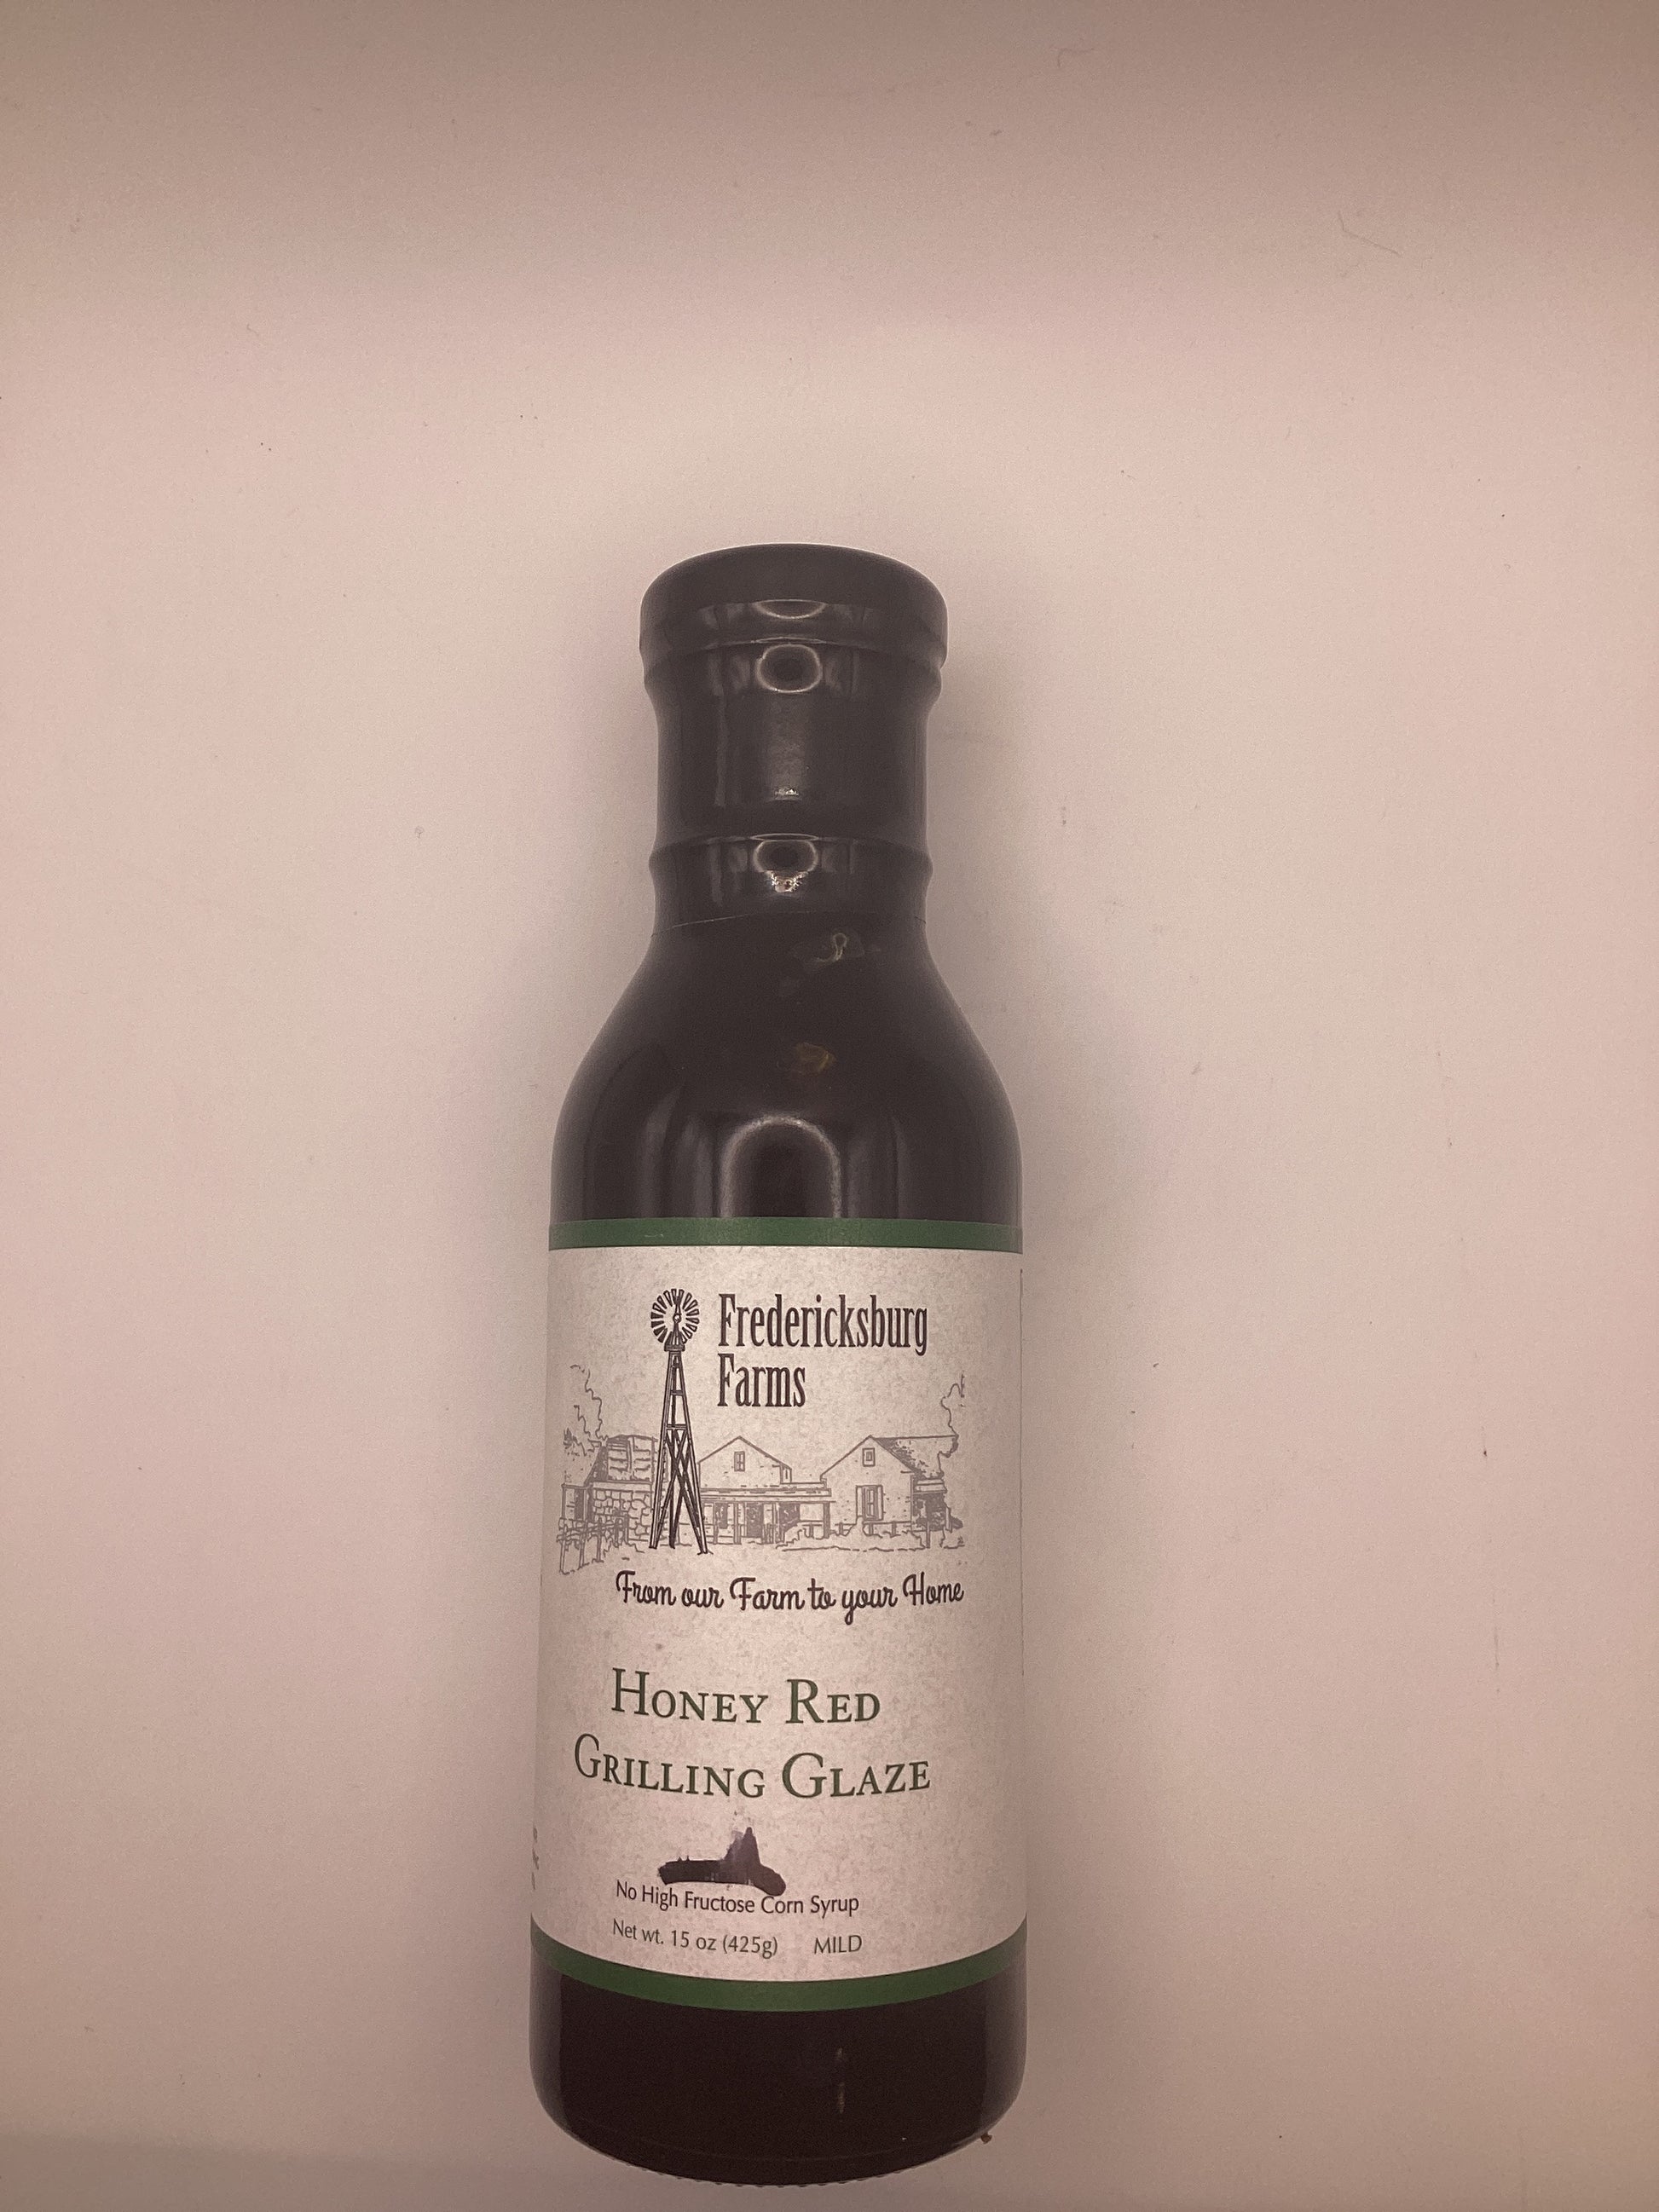 Fredericksburg
Farms
From our Farm to your Home
HONEY RED
GRILLING GLAZE
No High Fructose Corn Syrup
Net wt. 15 oz (425g) MILD